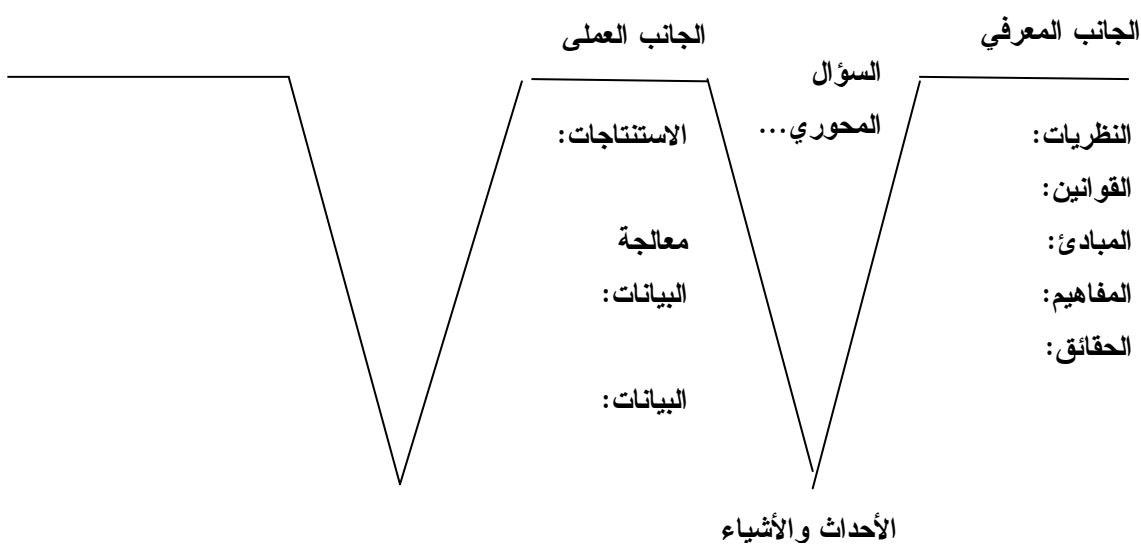 الجانب المعرفي
النظريات:
القوانين:
المبادئ:
المفاهيم:
الحقائق:
السؤال
المحوري...
الجانب العملى
الاستنتاجات:
معالجة
البيانات:
البيانات:
الأحداث والأشياء